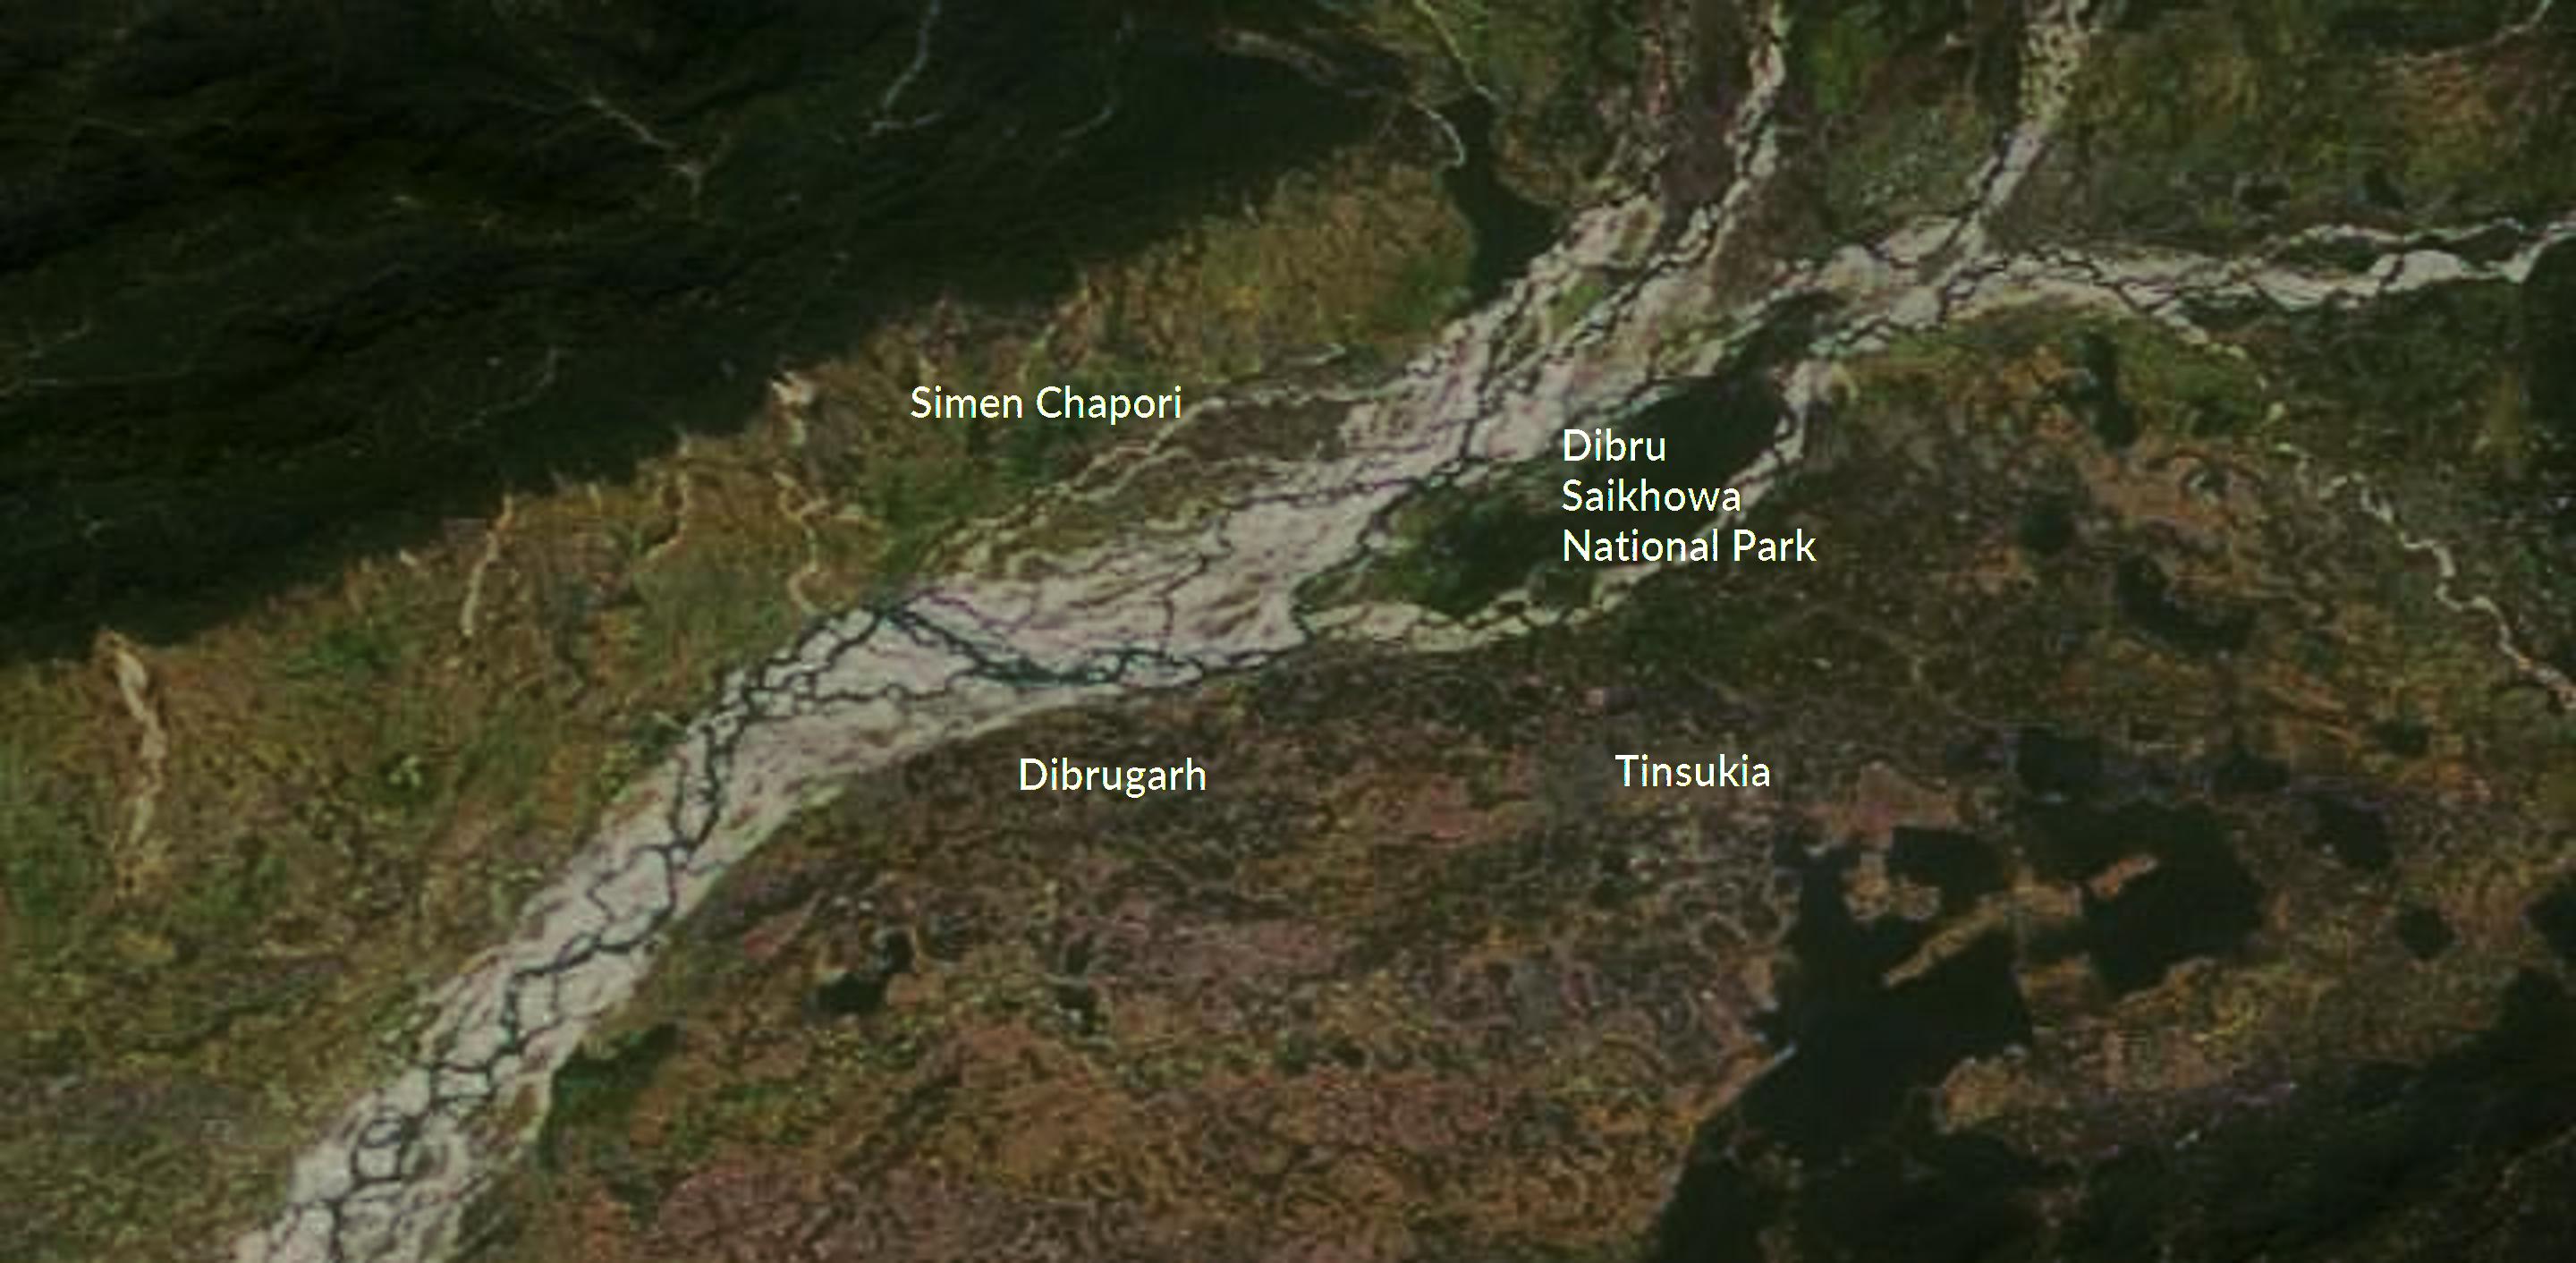 Simen Chapori
Dibru
Saikhowa
National Park
Dibrugarh
Tinsukia